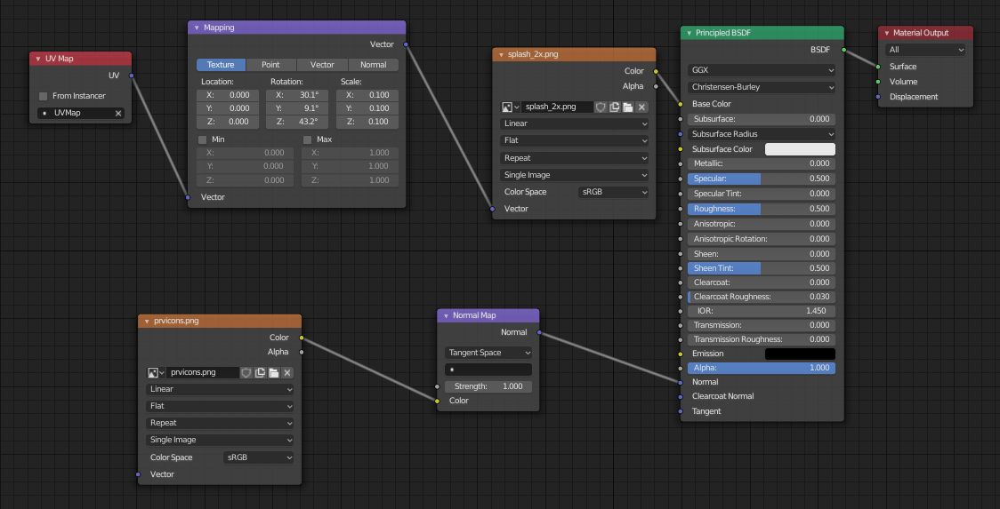 UV Map
UV
From Instancer
UVMap
Mapping
Vector
Texture Point Vector Normal
Location: Rotation: Scale:
X: 0.000 X: 30.1° X: 0.100
Y: 0.000 Y: 9.1° Y: 0.100
Z: 0.000 Z: 43.2° Z: 0.100
Min Max
X: 0.000 X: 1.000
Y: 0.000 Y: 1.000
Z: 0.000 Z: 1.000
Vector
splash_2x.png
Color
Alpha
splash_2x.png
Linear
Flat
Repeat
Single Image
Color Space sRGB
Vector
Principled BSDF
BSDF
GGX
Christensen-Burley
Base Color
Subsurface: 0.000
Subsurface Radius
Subsurface Color
Metallic: 0.000
Specular: 0.500
Specular Tint: 0.000
Roughness: 0.500
Anisotropic: 0.000
Anisotropic Rotation: 0.000
Sheen: 0.000
Sheen Tint: 0.500
Clearcoat: 0.000
Clearcoat Roughness: 0.030
IOR: 1.450
Transmission: 0.000
Transmission Roughness: 0.000
Emission
Alpha: 1.000
Normal
Clearcoat Normal
Tangent
Material Output
All
Surface
Volume
Displacement
prvicons.png
Color
Alpha
prvicons.png
Linear
Flat
Repeat
Single Image
Color Space sRGB
Vector
Normal Map
Normal
Tangent Space
Strength: 1.000
Color